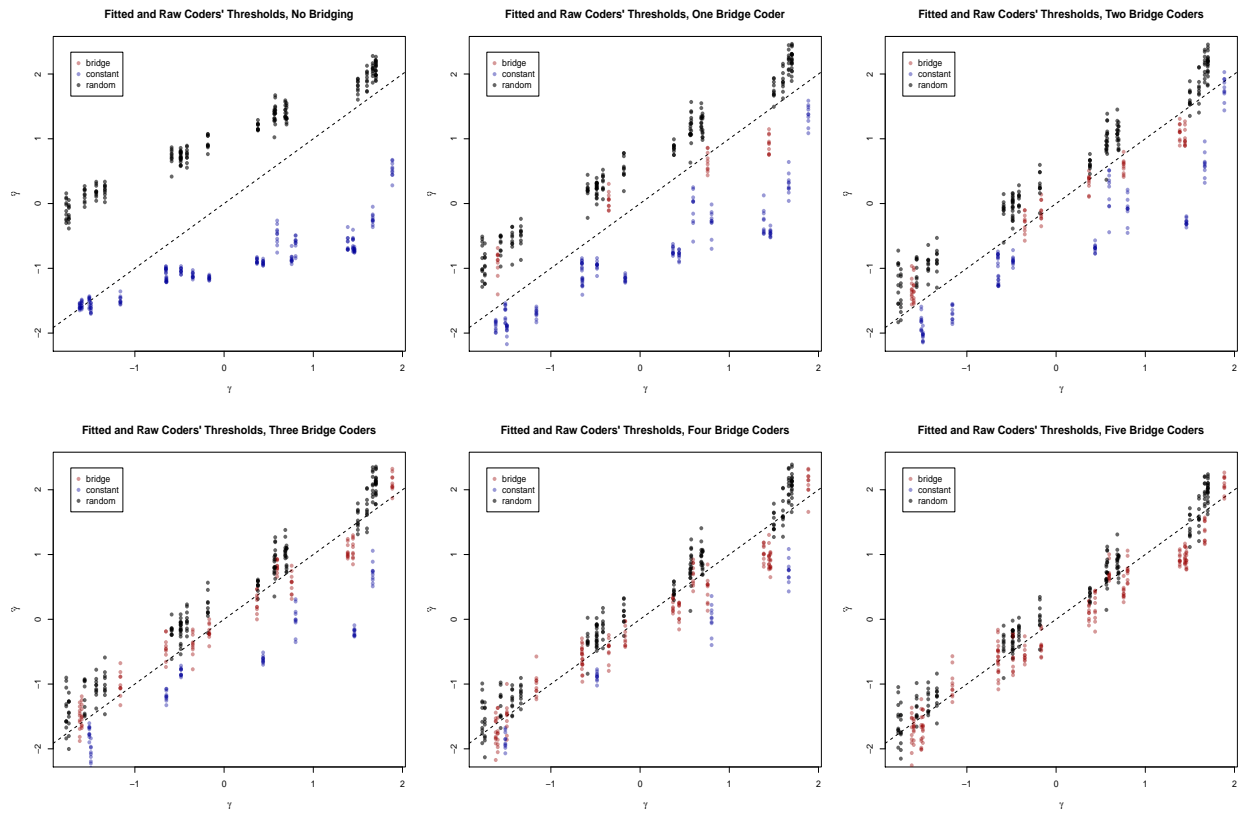 Fitted and Raw Coders' Thresholds, No Bridging
bridge
constant
random
2
1
0
−1
−2
γ̂
−1 0 1 2
γ
Fitted and Raw Coders' Thresholds, One Bridge Coder
bridge
constant
random
2
1
0
−1
−2
γ̂
−1 0 1 2
γ
Fitted and Raw Coders' Thresholds, Two Bridge Coders
bridge
constant
random
2
1
0
−1
−2
γ̂
−1 0 1 2
γ
Fitted and Raw Coders' Thresholds, Three Bridge Coders
bridge
constant
random
2
1
0
−1
−2
γ̂
−1 0 1 2
γ
Fitted and Raw Coders' Thresholds, Four Bridge Coders
bridge
constant
random
2
1
0
−1
−2
γ̂
−1 0 1 2
γ
Fitted and Raw Coders' Thresholds, Five Bridge Coders
bridge
constant
random
2
1
0
−1
−2
γ̂
−1 0 1 2
γ